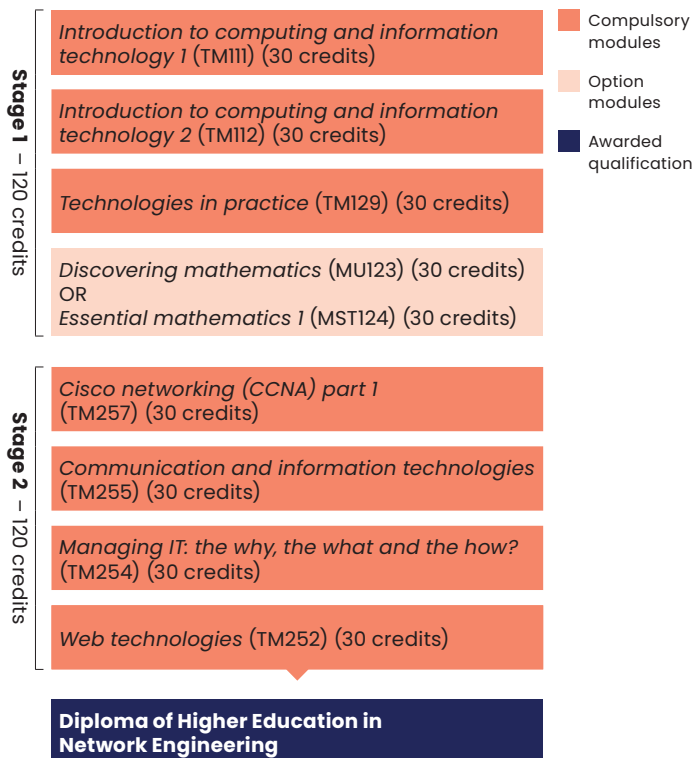 Stage 1 – 120 credits
Introduction to computing and information
technology 1 (TM111) (30 credits)
Introduction to computing and information
technology 2 (TM112) (30 credits)
Technologies in practice (TM129) (30 credits)
Discovering mathematics (MU123) (30 credits)
OR
Essential mathematics 1 (MST124) (30 credits)
Stage 2 – 120 credits
Cisco networking (CCNA) part 1
(TM257) (30 credits)
Communication and information technologies
(TM255) (30 credits)
Managing IT: the why, the what and the how?
(TM254) (30 credits)
Web technologies (TM252) (30 credits)
Diploma of Higher Education in
Network Engineering
Compulsory
modules
Option
modules
Awarded
qualification